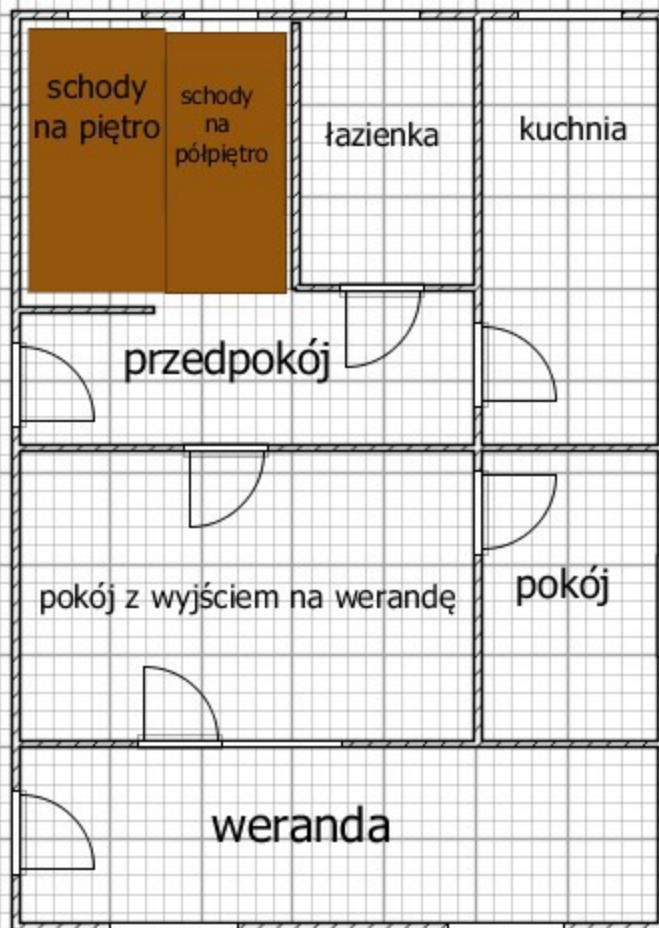 schody
na piętro
schody
na
półpiętro
łazienka
kuchnia
przedpokój
pokój z wyjściem na werandę
pokój
weranda